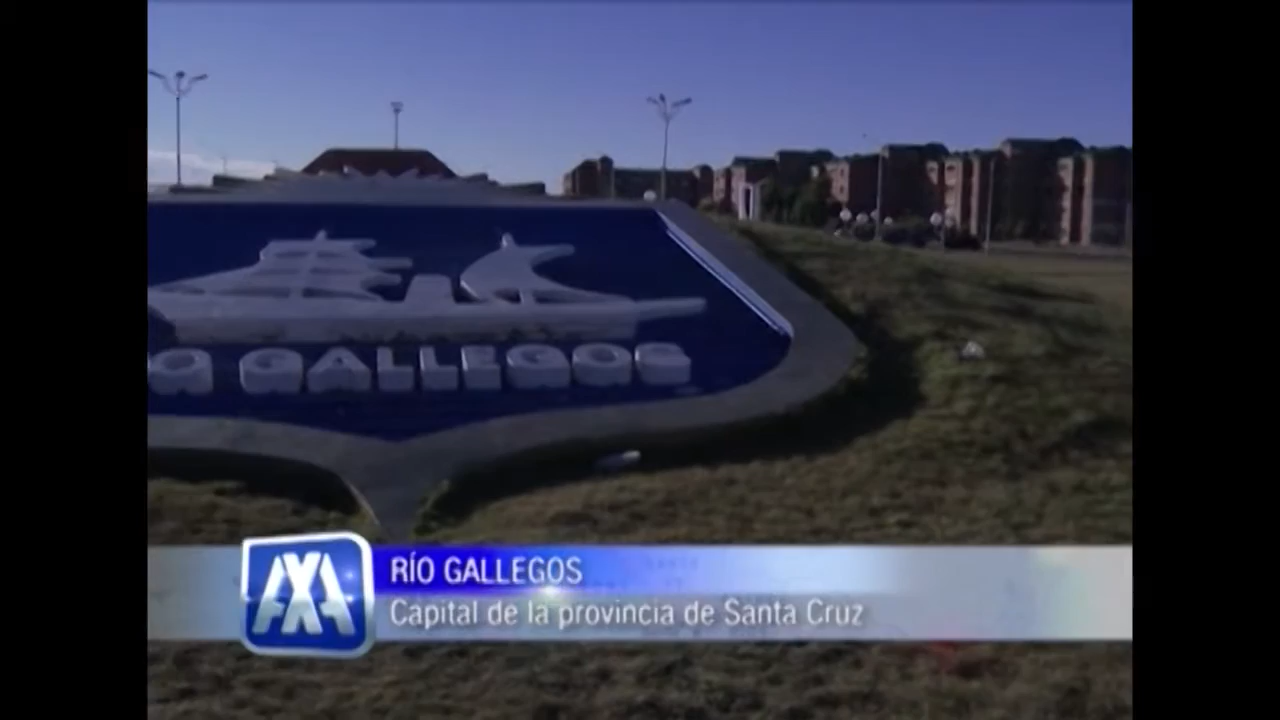 O GALLEGOS
AXA
RÍO GALLEGOS
Capital de la provincia de Santa Cruz